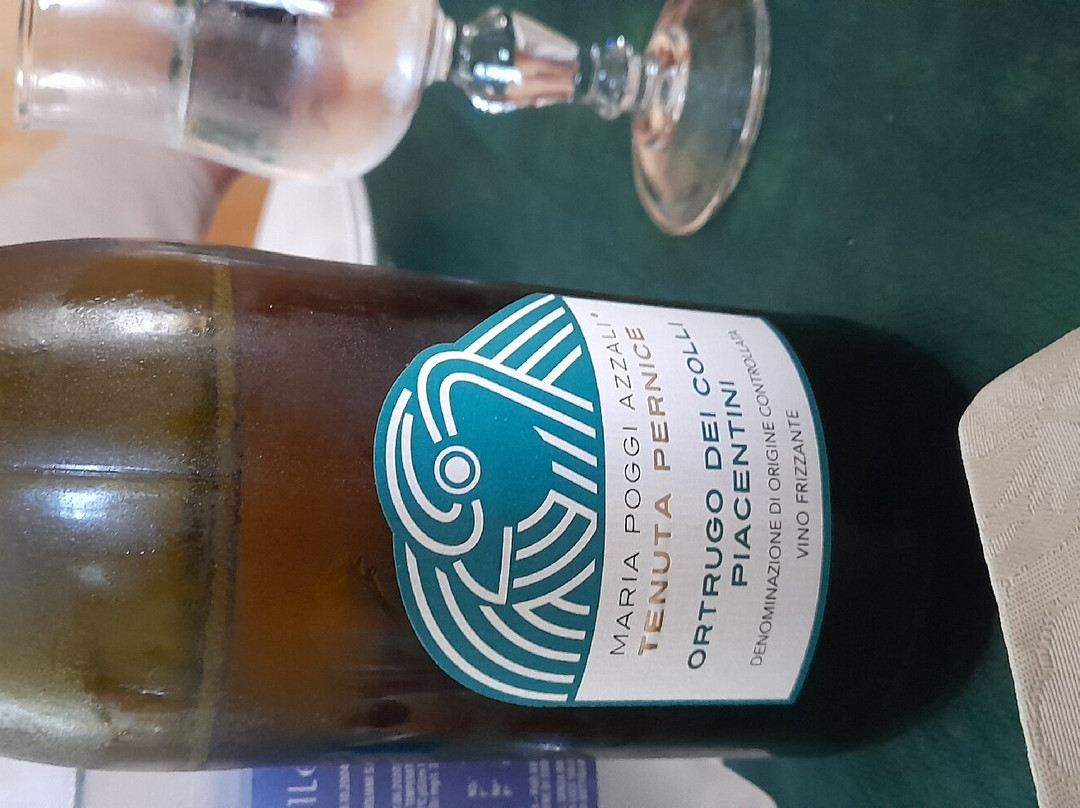 MARIA POGGI AZZALI
TENUTA PERNICE
ORTRUGO DEI COLLI
PIACENTINI
DENOMINAZIONE DI ORIGINE CONTROLLATA
VINO FRIZZANTE